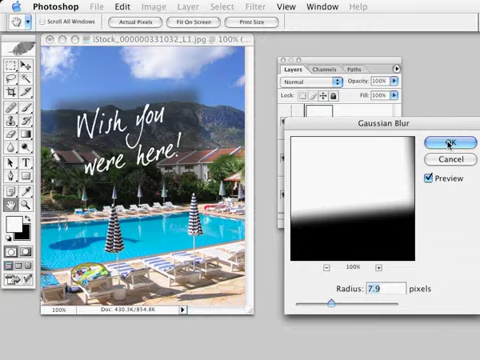 Photoshop File Edit Image Layer Select Filter View Window Help
Scroll All Windows Actual Pixels Fit On Screen Print Size
iStock_000000331032_L1.jpg @ 100% (
Layers Channels Paths
Normal Opacity: 100%
Lock: Fill: 100%
Wish you
were here!
Gaussian Blur
OK
Cancel
Preview
100%
Radius: 7.9 pixels
100% Doc: 430.3K/854.8K